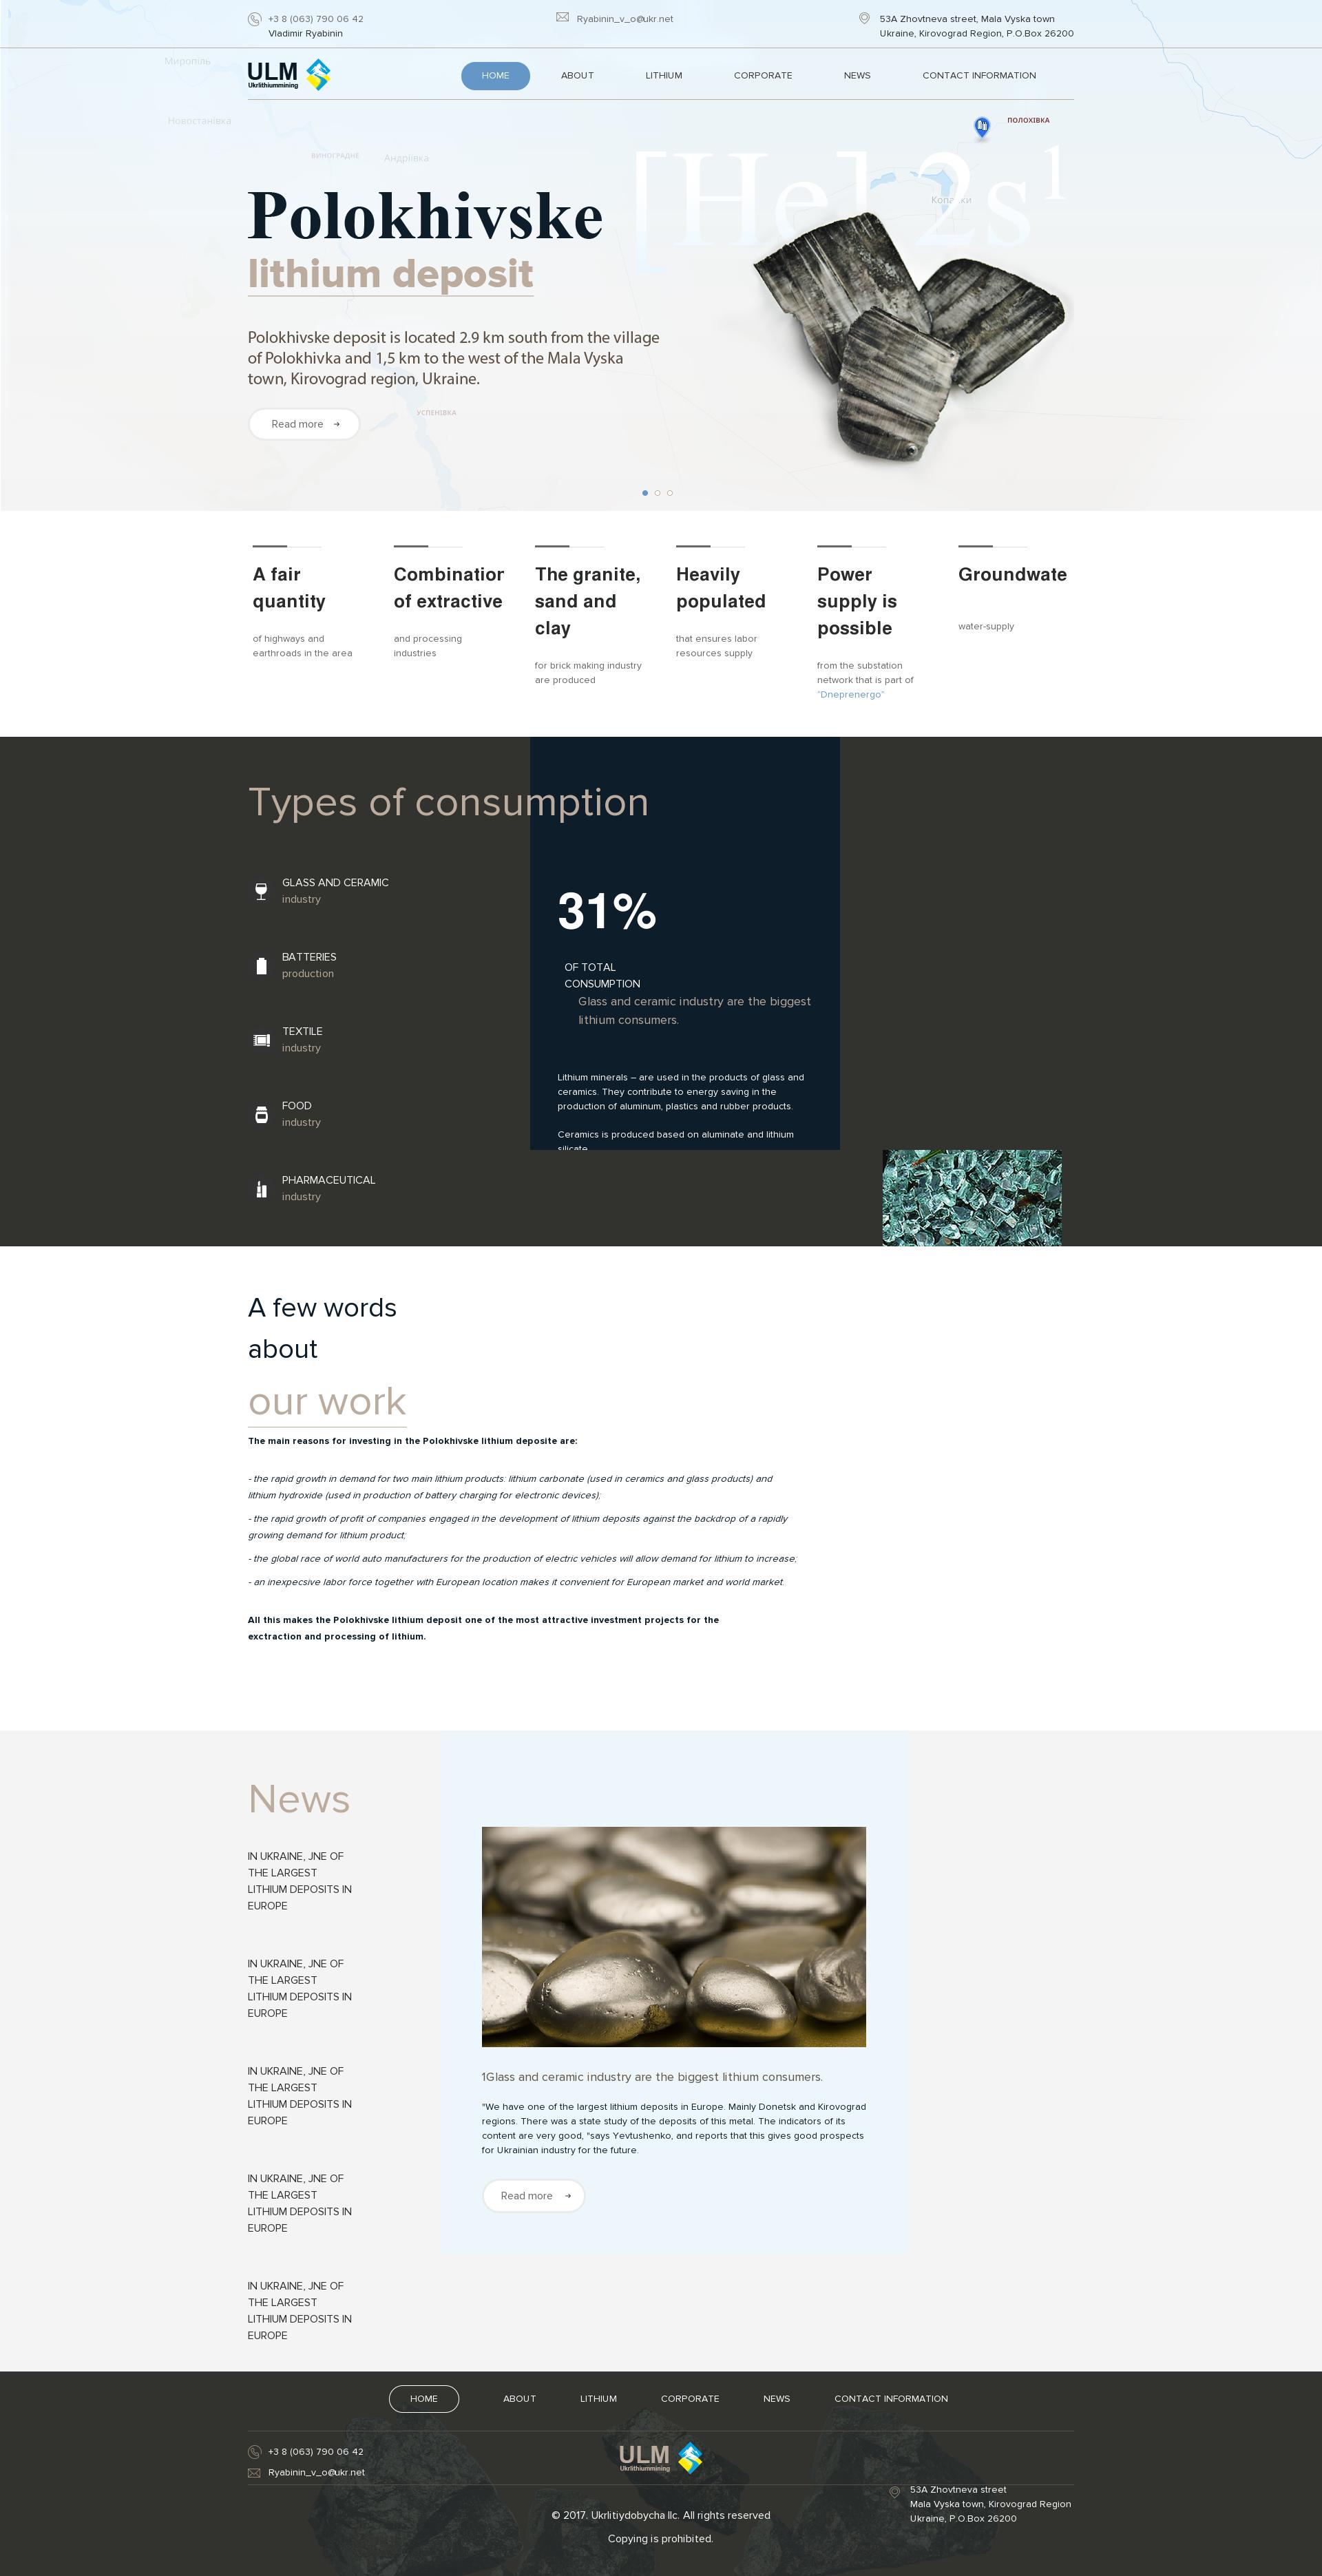 +3 8 (063) 790 06 42
Vladimir Ryabinin
Ryabinin_v_o@ukr.net
53A Zhovtneva street, Mala Vyska town
Ukraine, Kirovograd Region, P.O.Box 26200
Миропіль
ULM
Ukrlithiummining
HOME
ABOUT
LITHIUM
CORPORATE
NEWS
CONTACT INFORMATION
Новостанівка
ПОЛОХІВКА
ВИНОГРАДНЕ
Андріївка
[He] 2s¹
Polokhivske
lithium deposit
Polokhivske deposit is located 2.9 km south from the village
of Polokhivka and 1,5 km to the west of the Mala Vyska
town, Kirovograd region, Ukraine.
УСПЕНІВКА
Read more
A fair
quantity
of highways and
earthroads in the area
Combination
of extractive
and processing
industries
The granite,
sand and
clay
for brick making industry
are produced
Heavily
populated
that ensures labor
resources supply
Power
supply is
possible
from the substation
network that is part of
"Dneprenergo"
Groundwate
water-supply
Types of consumption
GLASS AND CERAMIC
industry
BATTERIES
production
TEXTILE
industry
FOOD
industry
PHARMACEUTICAL
industry
31%
OF TOTAL
CONSUMPTION
Glass and ceramic industry are the biggest
lithium consumers.
Lithium minerals – are used in the products of glass and
ceramics. They contribute to energy saving in the
production of aluminum, plastics and rubber products.
Ceramics is produced based on aluminate and lithium
silicate
A few words
about
our work
The main reasons for investing in the Polokhivske lithium deposite are:
- the rapid growth in demand for two main lithium products: lithium carbonate (used in ceramics and glass products) and
lithium hydroxide (used in production of battery charging for electronic devices);
- the rapid growth of profit of companies engaged in the development of lithium deposits against the backdrop of a rapidly
growing demand for lithium product;
- the global race of world auto manufacturers for the production of electric vehicles will allow demand for lithium to increase;
- an inexpecsive labor force together with European location makes it convenient for European market and world market.
All this makes the Polokhivske lithium deposit one of the most attractive investment projects for the
exctraction and processing of lithium.
News
IN UKRAINE, JNE OF
THE LARGEST
LITHIUM DEPOSITS IN
EUROPE
IN UKRAINE, JNE OF
THE LARGEST
LITHIUM DEPOSITS IN
EUROPE
IN UKRAINE, JNE OF
THE LARGEST
LITHIUM DEPOSITS IN
EUROPE
IN UKRAINE, JNE OF
THE LARGEST
LITHIUM DEPOSITS IN
EUROPE
IN UKRAINE, JNE OF
THE LARGEST
LITHIUM DEPOSITS IN
EUROPE
1Glass and ceramic industry are the biggest lithium consumers.
"We have one of the largest lithium deposits in Europe. Mainly Donetsk and Kirovograd
regions. There was a state study of the deposits of this metal. The indicators of its
content are very good, "says Yevtushenko, and reports that this gives good prospects
for Ukrainian industry for the future.
Read more
HOME
ABOUT
LITHIUM
CORPORATE
NEWS
CONTACT INFORMATION
+3 8 (063) 790 06 42
Ryabinin_v_o@ukr.net
ULM
Ukrlithiummining
53A Zhovtneva street
Mala Vyska town, Kirovograd Region
Ukraine, P.O.Box 26200
© 2017. Ukrlitiydobycha llc. All rights reserved
Copying is prohibited.